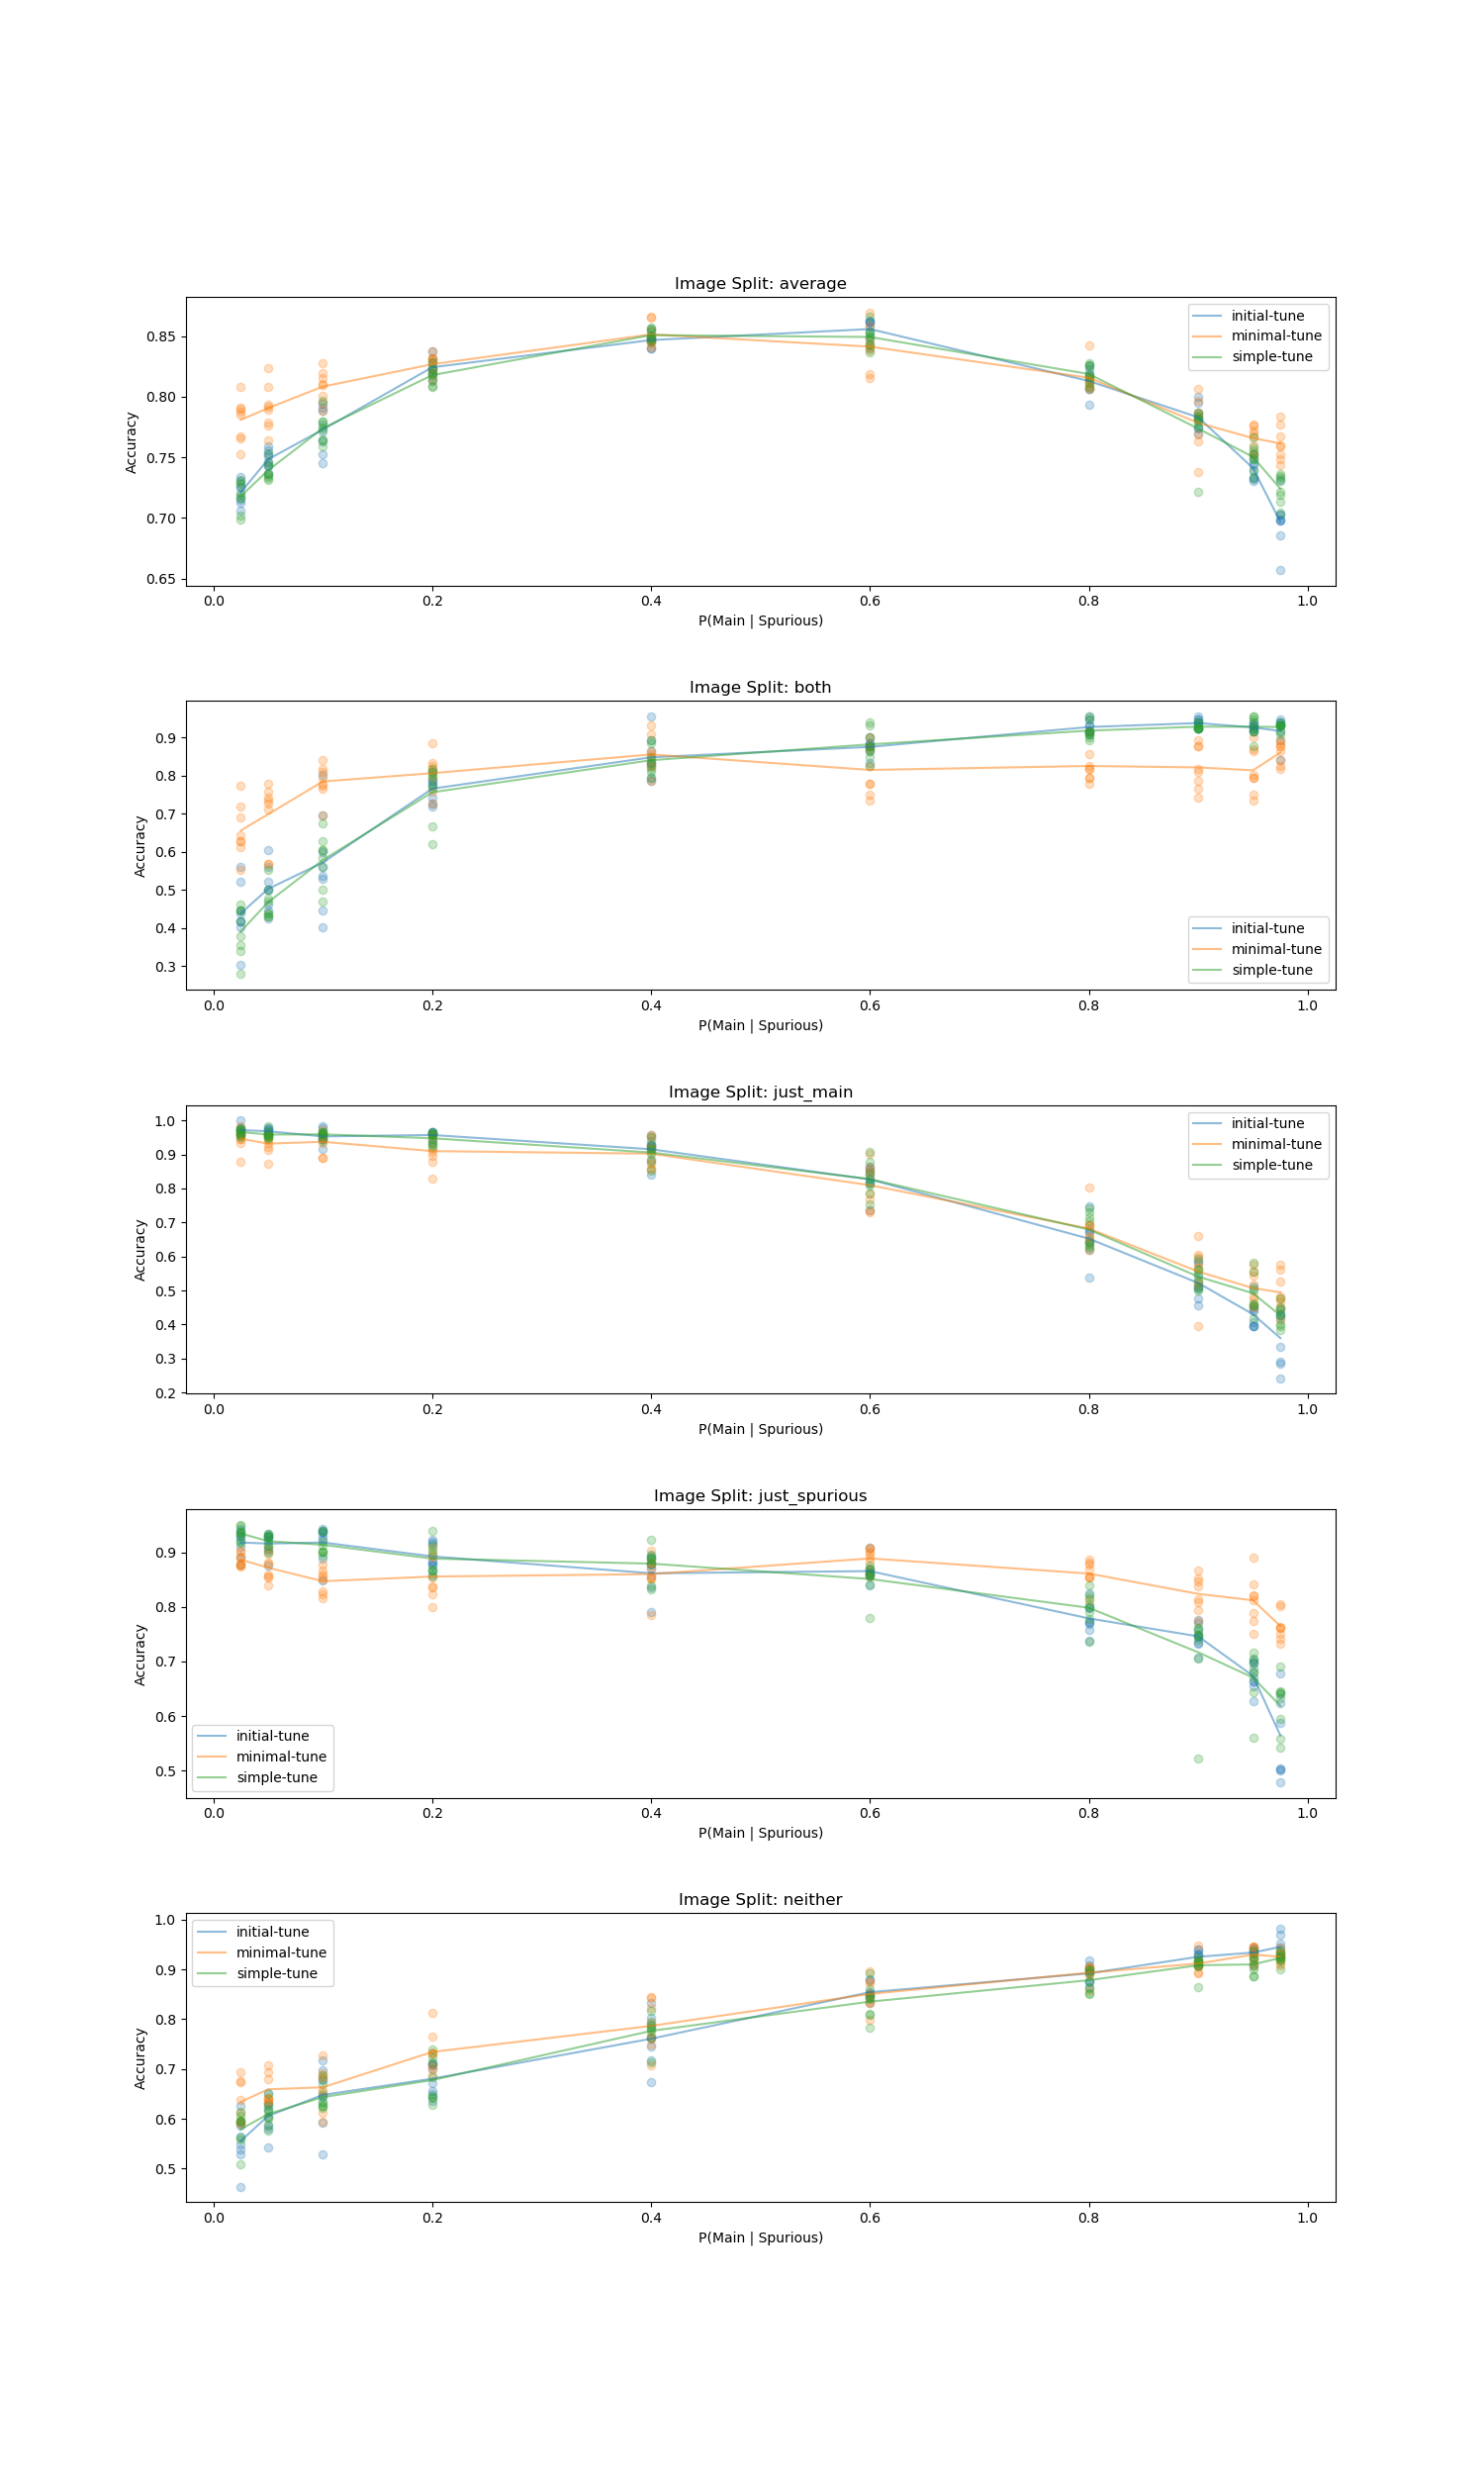 Image Split: average
0.85
0.80
0.75
0.70
0.65
Accuracy
initial-tune
minimal-tune
simple-tune
0.0 0.2 0.4 0.6 0.8 1.0
P(Main | Spurious)
Image Split: both
0.9
0.8
0.7
0.6
0.5
0.4
0.3
Accuracy
initial-tune
minimal-tune
simple-tune
0.0 0.2 0.4 0.6 0.8 1.0
P(Main | Spurious)
Image Split: just_main
1.0
0.9
0.8
0.7
0.6
0.5
0.4
0.3
0.2
Accuracy
initial-tune
minimal-tune
simple-tune
0.0 0.2 0.4 0.6 0.8 1.0
P(Main | Spurious)
Image Split: just_spurious
0.9
0.8
0.7
0.6
0.5
Accuracy
initial-tune
minimal-tune
simple-tune
0.0 0.2 0.4 0.6 0.8 1.0
P(Main | Spurious)
Image Split: neither
1.0
0.9
0.8
0.7
0.6
0.5
Accuracy
initial-tune
minimal-tune
simple-tune
0.0 0.2 0.4 0.6 0.8 1.0
P(Main | Spurious)